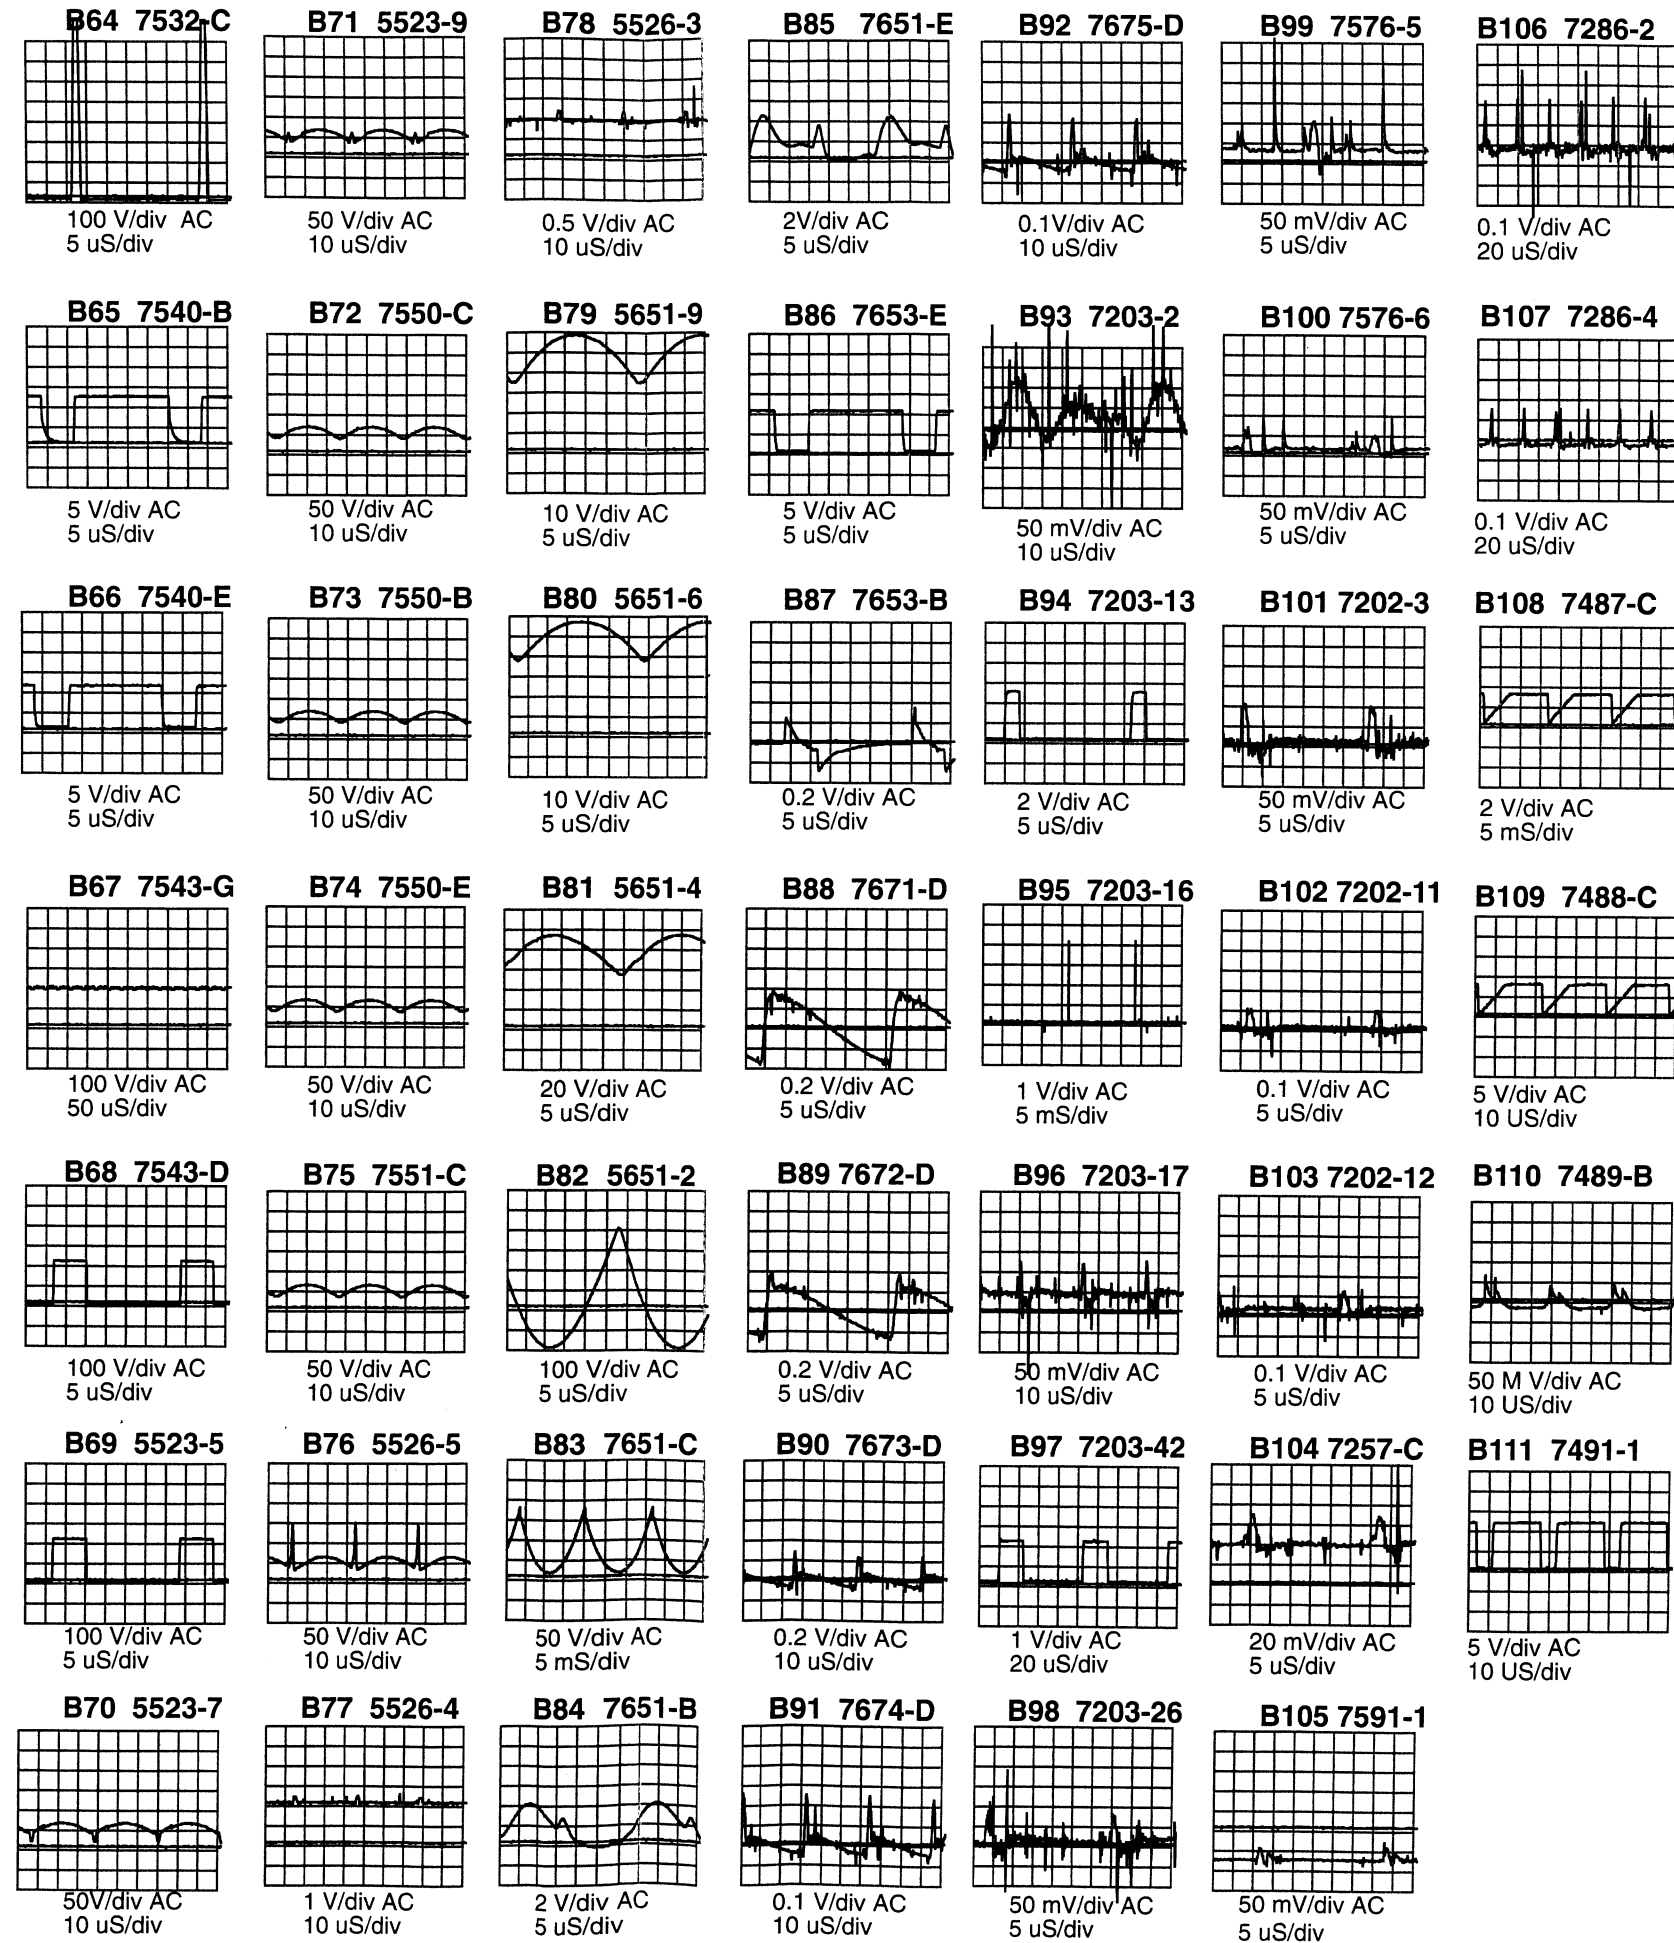 B64 7532-C
100 V/div AC
5 uS/div
B65 7540-B
5 V/div AC
5 uS/div
B66 7540-E
5 V/div AC
5 uS/div
B67 7543-G
100 V/div AC
50 uS/div
B68 7543-D
100 V/div AC
5 uS/div
B69 5523-5
100 V/div AC
5 uS/div
B70 5523-7
50V/div AC
10 uS/div
B71 5523-9
50 V/div AC
10 uS/div
B72 7550-C
50 V/div AC
10 uS/div
B73 7550-B
50 V/div AC
10 uS/div
B74 7550-E
50 V/div AC
10 uS/div
B75 7551-C
50 V/div AC
10 uS/div
B76 5526-5
50 V/div AC
10 uS/div
B77 5526-4
1 V/div AC
10 uS/div
B78 5526-3
0.5 V/div AC
10 uS/div
B79 5651-9
10 V/div AC
5 uS/div
B80 5651-6
10 V/div AC
5 uS/div
B81 5651-4
20 V/div AC
5 uS/div
B82 5651-2
100 V/div AC
5 uS/div
B83 7651-C
50 V/div AC
5 mS/div
B84 7651-B
2 V/div AC
5 uS/div
B85 7651-E
2V/div AC
5 uS/div
B86 7653-E
5 V/div AC
5 uS/div
B87 7653-B
0.2 V/div AC
5 uS/div
B88 7671-D
0.2 V/div AC
5 uS/div
B89 7672-D
0.2 V/div AC
5 uS/div
B90 7673-D
0.2 V/div AC
10 uS/div
B91 7674-D
0.1 V/div AC
10 uS/div
B92 7675-D
0.1V/div AC
10 uS/div
B93 7203-2
50 mV/div AC
10 uS/div
B94 7203-13
2 V/div AC
5 uS/div
B95 7203-16
1 V/div AC
5 mS/div
B96 7203-17
50 mV/div AC
10 uS/div
B97 7203-42
1 V/div AC
20 uS/div
B98 7203-26
50 mV/div AC
5 uS/div
B99 7576-5
50 mV/div AC
5 uS/div
B100 7576-6
50 mV/div AC
5 uS/div
B101 7202-3
50 mV/div AC
5 uS/div
B102 7202-11
0.1 V/div AC
5 uS/div
B103 7202-12
0.1 V/div AC
5 uS/div
B104 7257-C
20 mV/div AC
5 uS/div
B105 7591-1
50 mV/div AC
5 uS/div
B106 7286-2
0.1 V/div AC
20 uS/div
B107 7286-4
0.1 V/div AC
20 uS/div
B108 7487-C
2 V/div AC
5 mS/div
B109 7488-C
5 V/div AC
10 US/div
B110 7489-B
50 M V/div AC
10 US/div
B111 7491-1
5 V/div AC
10 US/div